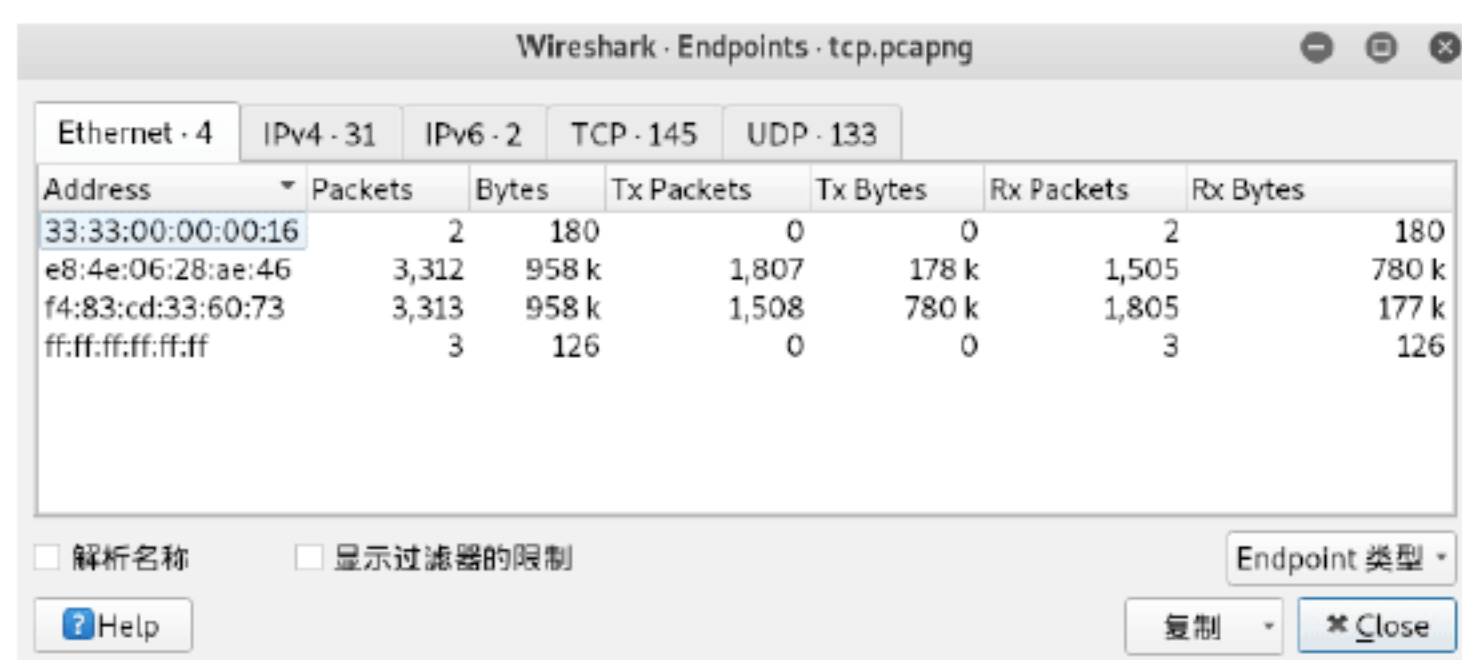 Wireshark · Endpoints · tcp.pcapng
Ethernet · 4 IPv4 · 31 IPv6 · 2 TCP · 145 UDP · 133
Address Packets Bytes Tx Packets Tx Bytes Rx Packets Rx Bytes
33:33:00:00:00:16 2 180 0 0 2 180
e8:4e:06:28:ae:46 3,312 958 k 1,807 178 k 1,505 780 k
f4:83:cd:33:60:73 3,313 958 k 1,508 780 k 1,805 177 k
ff:ff:ff:ff:ff:ff 3 126 0 0 3 126
解析名称 显示过滤器的限制 Endpoint 类型
Help 复制 Close